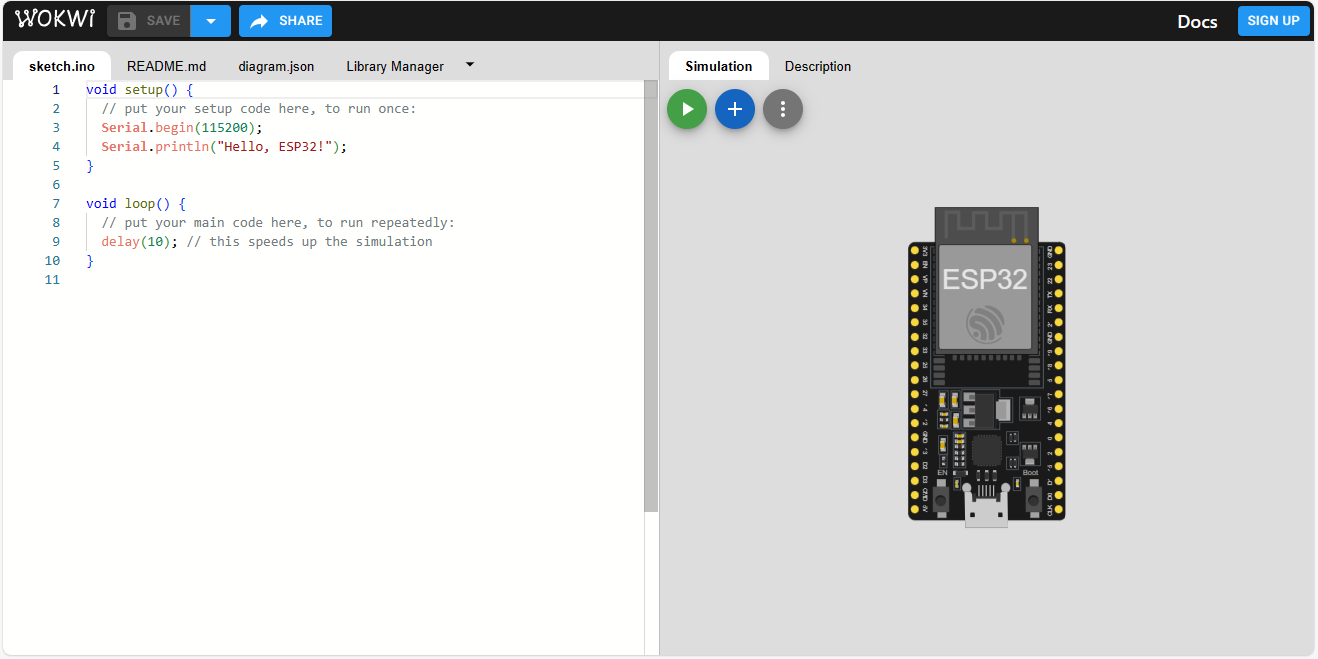 WOKWi SAVE SHARE Docs SIGN UP
sketch.ino README.md diagram.json Library Manager Simulation Description
1 void setup() {
2 // put your setup code here, to run once:
3 Serial.begin(115200);
4 Serial.println("Hello, ESP32!");
5 }
6
7 void loop() {
8 // put your main code here, to run repeatedly:
9 delay(10); // this speeds up the simulation
10 }
11
ESP32
EN Boot